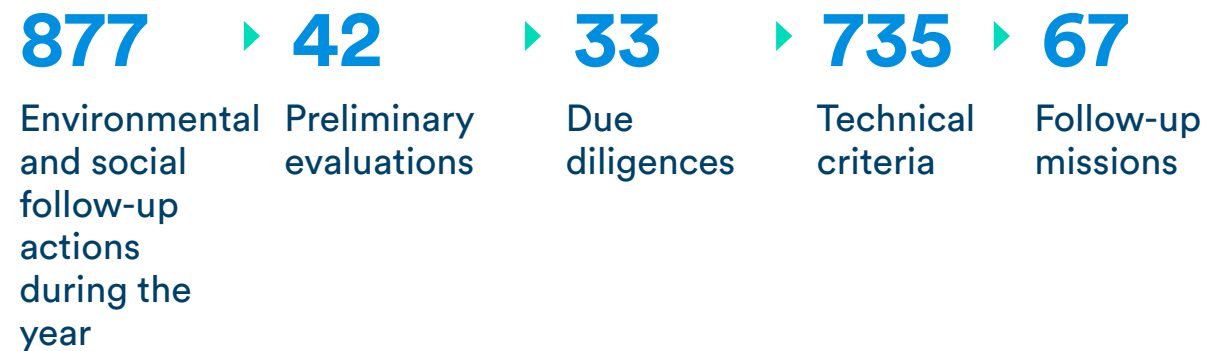 877
Environmental
and social
follow-up
actions
during the
year
42
Preliminary
evaluations
33
Due
diligences
735
Technical
criteria
67
Follow-up
missions